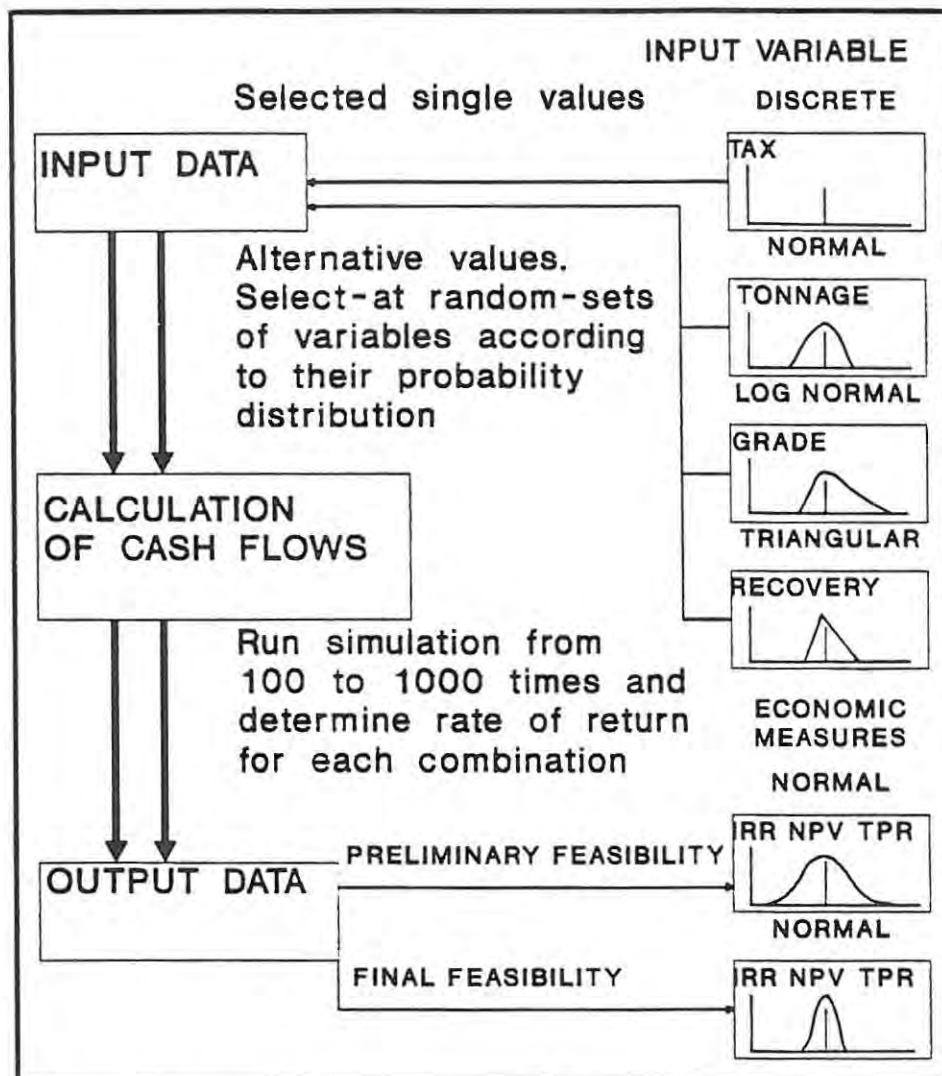 INPUT VARIABLE
Selected single values
DISCRETE
INPUT DATA
TAX
NORMAL
Alternative values.
Select-at random-sets
of variables according
to their probability
distribution
TONNAGE
LOG NORMAL
GRADE
TRIANGULAR
CALCULATION
OF CASH FLOWS
RECOVERY
Run simulation from
100 to 1000 times and
determine rate of return
for each combination
ECONOMIC
MEASURES
NORMAL
OUTPUT DATA
PRELIMINARY FEASIBILITY
IRR NPV TPR
NORMAL
FINAL FEASIBILITY
IRR NPV TPR